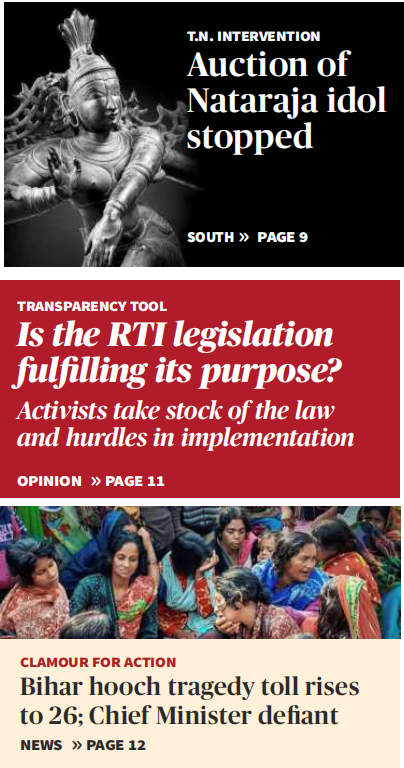 T.N. INTERVENTION
Auction of
Nataraja idol
stopped
SOUTH » PAGE 9
TRANSPARENCY TOOL
Is the RTI legislation
fulfilling its purpose?
Activists take stock of the law
and hurdles in implementation
OPINION » PAGE 11
CLAMOUR FOR ACTION
Bihar hooch tragedy toll rises
to 26; Chief Minister defiant
NEWS » PAGE 12